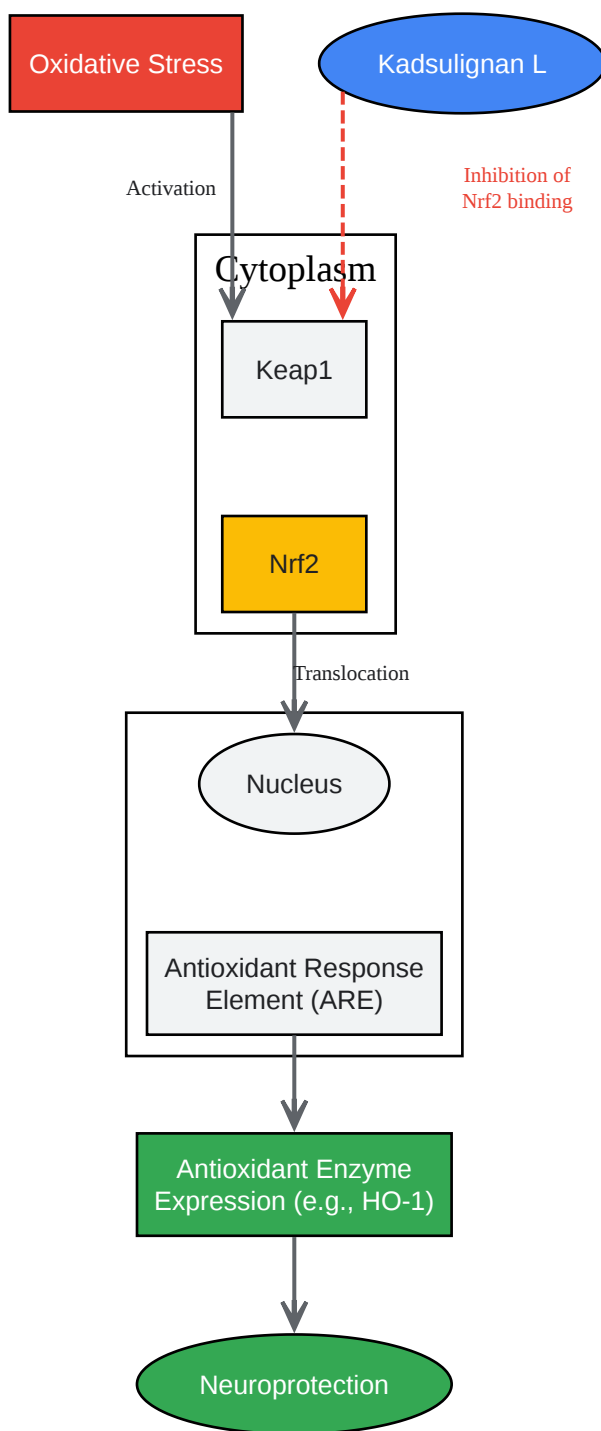 Oxidative Stress
Kadsulignan L
Activation
Inhibition of
Nrf2 binding
Cytoplasm
Keap1
Nrf2
Translocation
Nucleus
Antioxidant Response
Element (ARE)
Antioxidant Enzyme
Expression (e.g., HO-1)
Neuroprotection